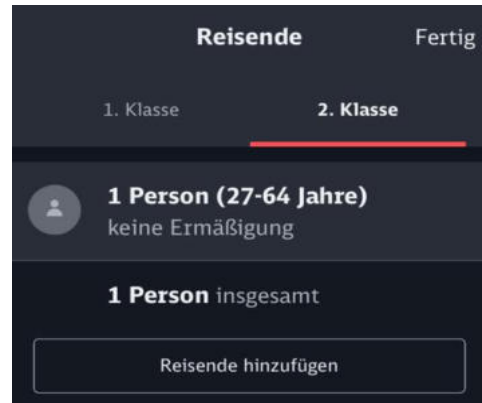 Reisende
Fertig
1. Klasse
2. Klasse
1 Person (27-64 Jahre)
keine Ermäßigung
1 Person insgesamt
Reisende hinzufügen